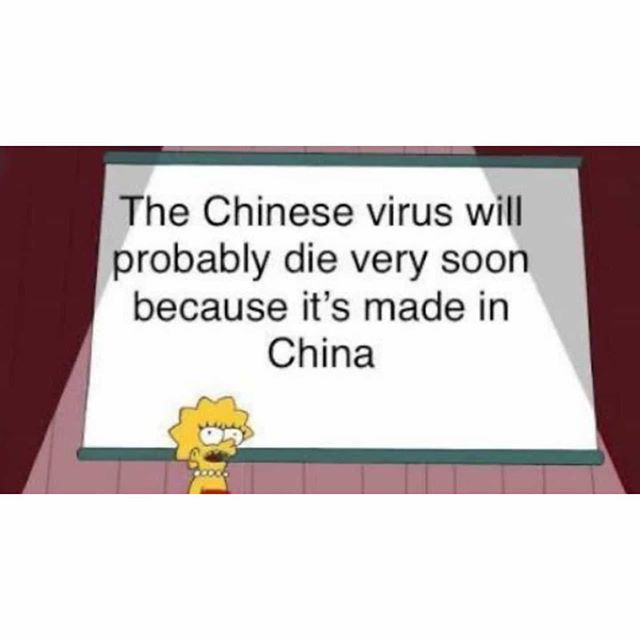 The Chinese virus will
probably die very soon
because it’s made in
China